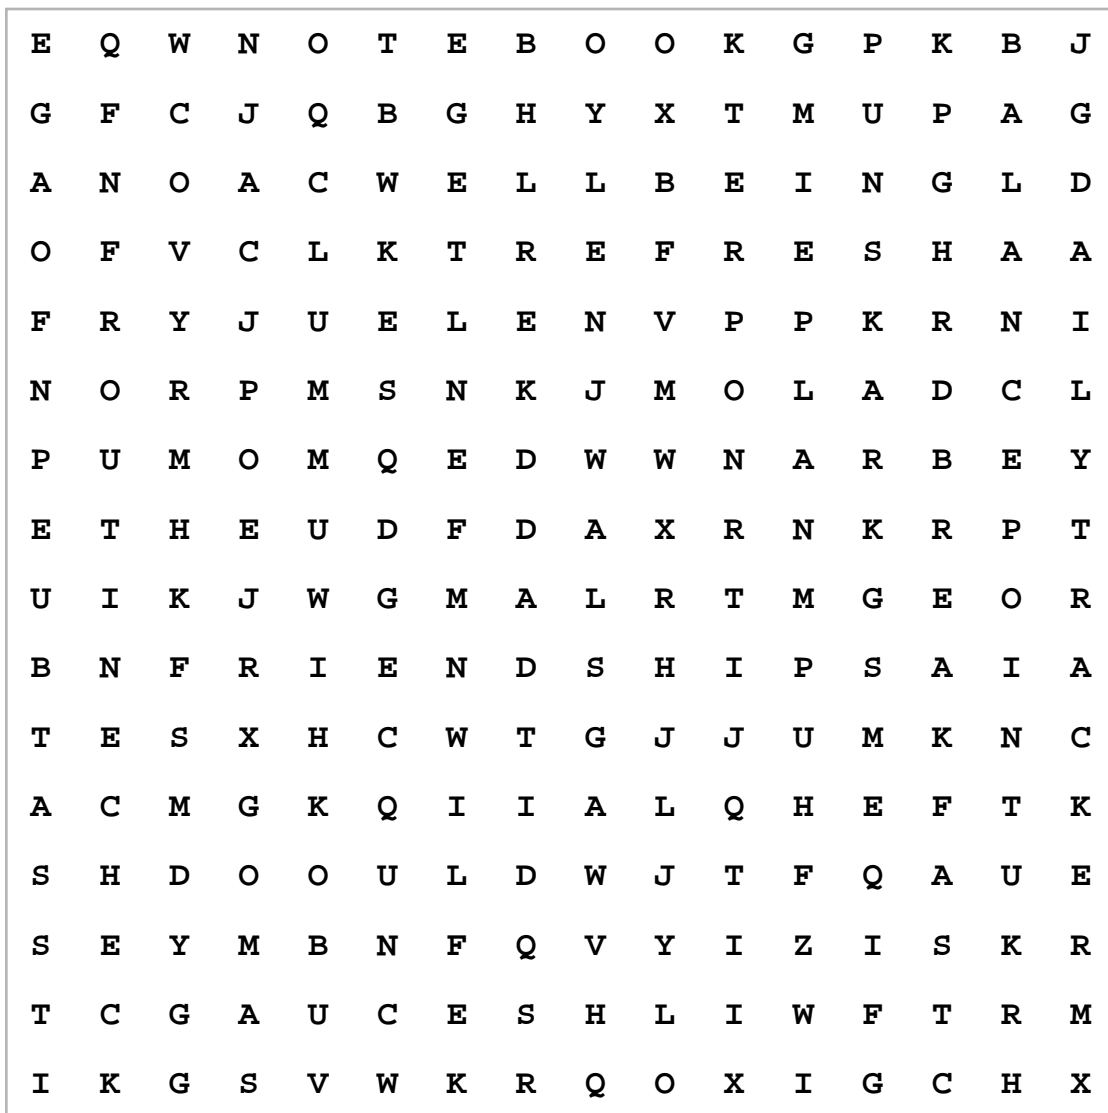 E Q W N O T E B O O K G P K B J
G F C J Q B G H Y X T M U P A G
A N O A C W E L L B E I N G L D
O F V C L K T R E F R E S H A A
F R Y J U E L E N V P P K R N I
N O R P M S N K J M O L A D C L
P U M O M Q E D W W N A R B E Y
E T H E U D F D A X R N K R P T
U I K J W G M A L R T M G E O R
B N F R I E N D S H I P S A I A
T E S X H C W T G J J U M K N C
A C M G K Q I I A L Q H E F T K
S H D O O U L D W J T F Q A U E
S E Y M B N F Q V Y I Z I S K R
T C G A U C E S H L I W F T R M
I K G S V W K R Q O X I G C H X